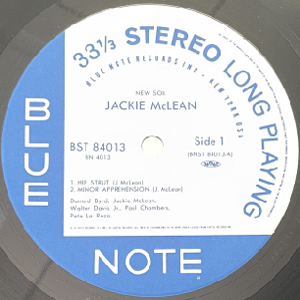 33⅓ STEREO LONG PLAYING
BLUE NOTE RECORDS INC · NEW YORK USA
NEW SOIL
JACKIE McLEAN
BST 84013
SN 4013
Side 1
1. HIP STRUT (J. McLean)
2. MINOR APPREHENSION (J. McLean)
Donald Byrd, Jackie McLean,
Walter Davis Jr., Paul Chambers,
Pete La Roca.
BLUE
NOTE